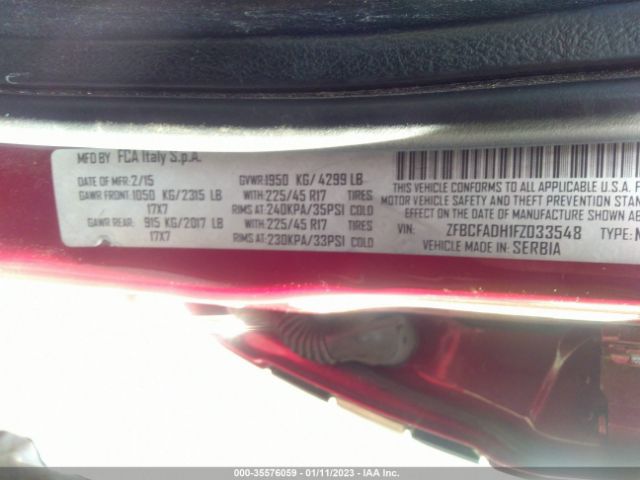 MFD BY FCA Italy S.p.A.
DATE OF MFR: 2/15 GVWR: 1950 KG/4299 LB
GAWR FRONT: 1050 KG/2315 LB WITH: 225/45 R17 TIRES
17X7 RIMS AT: 240KPA/35PSI COLD
GAWR REAR: 915 KG/2017 LB WITH: 225/45 R17 TIRES
17X7 RIMS AT: 230KPA/33PSI COLD
THIS VEHICLE CONFORMS TO ALL APPLICABLE U.S.A.
MOTOR VEHICLE SAFETY AND THEFT PREVENTION
EFFECT ON THE DATE OF MANUFACTURE SHOWN
VIN: ZFBCFADH1FZ033548 TYPE:
VEHICLE MADE IN SERBIA
000-35576059 - 01/11/2023 - © IAA Inc.